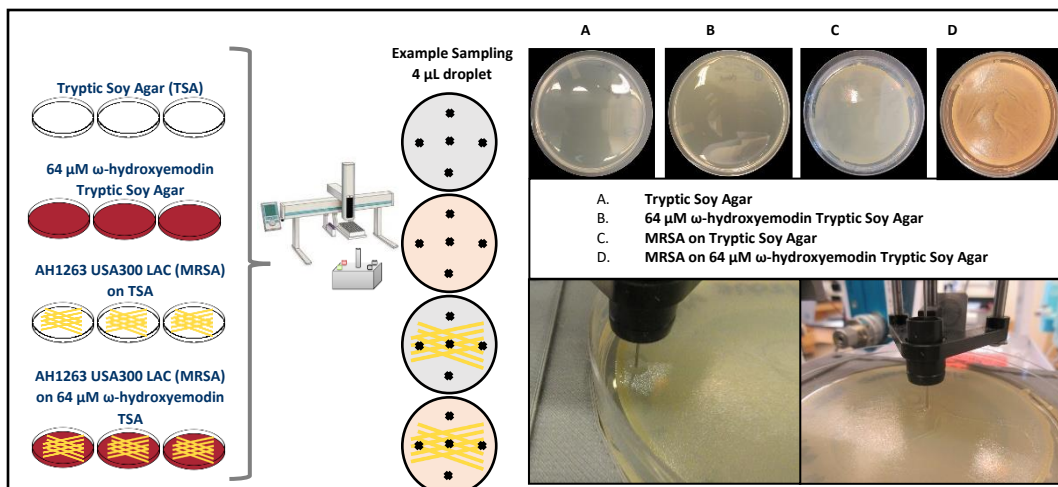 Tryptic Soy Agar (TSA)
64 µM ω-hydroxyemodin
Tryptic Soy Agar
AH1263 USA300 LAC (MRSA)
on TSA
AH1263 USA300 LAC (MRSA)
on 64 µM ω-hydroxyemodin
TSA
Example Sampling
4 µL droplet
A B C D
A. Tryptic Soy Agar
B. 64 µM ω-hydroxyemodin Tryptic Soy Agar
C. MRSA on Tryptic Soy Agar
D. MRSA on 64 µM ω-hydroxyemodin Tryptic Soy Agar